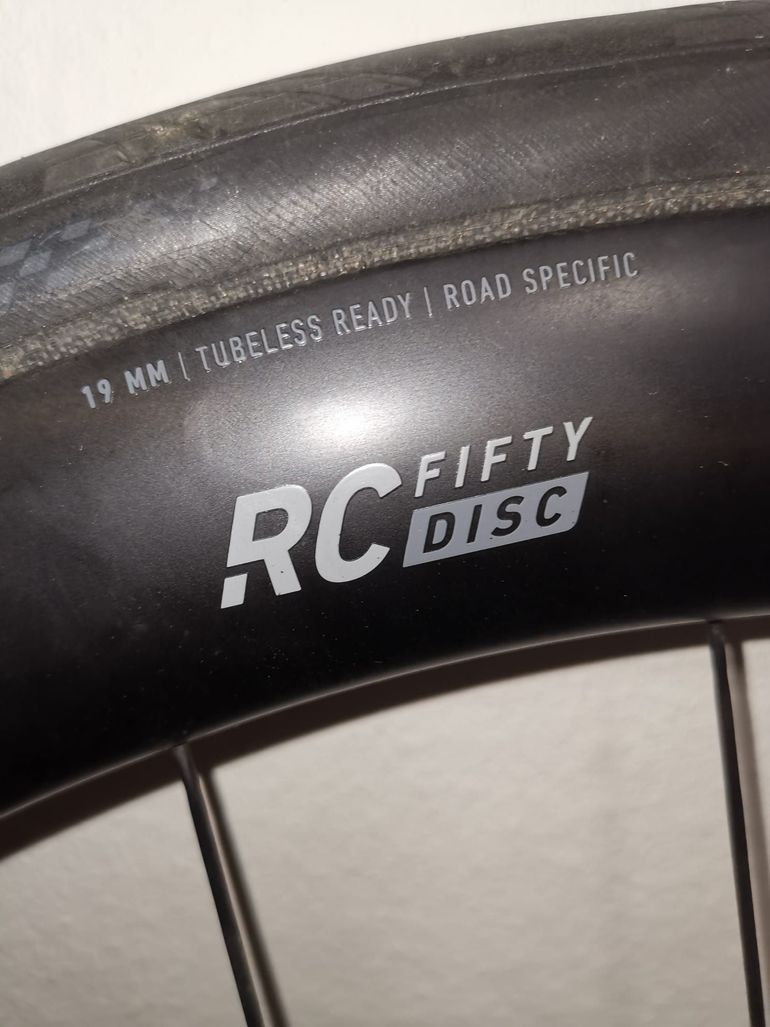 19 MM | TUBELESS READY | ROAD SPECIFIC
RC FIFTY
DISC